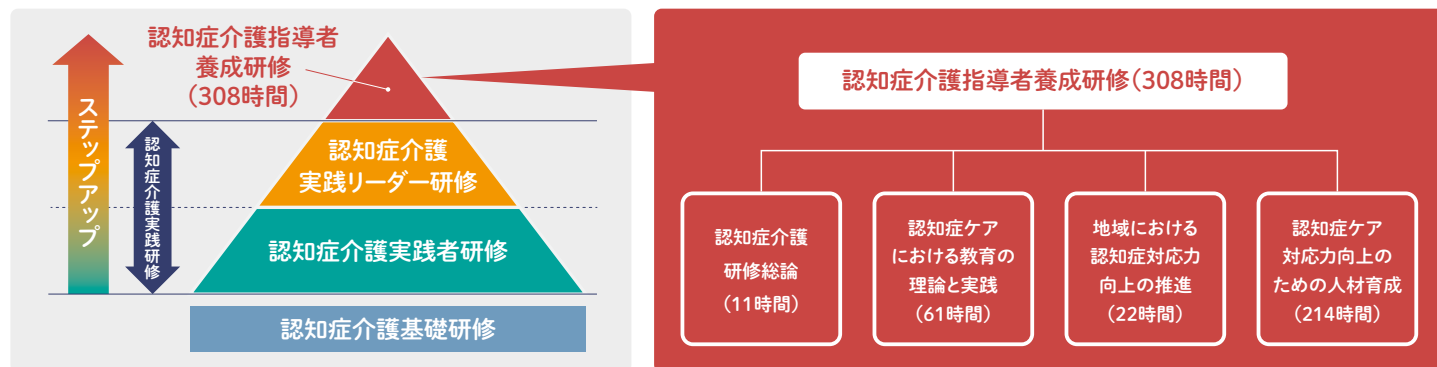 認知症介護指導者
養成研修
（308時間）
ステップアップ
認知症介護実践研修
認知症介護
実践リーダー研修
認知症介護実践者研修
認知症介護基礎研修
認知症介護指導者養成研修（308時間）
認知症介護
研修総論
（11時間）
認知症ケア
における教育の
理論と実践
（61時間）
地域における
認知症対応力
向上の推進
（22時間）
認知症ケア
対応力向上の
ための人材育成
（214時間）